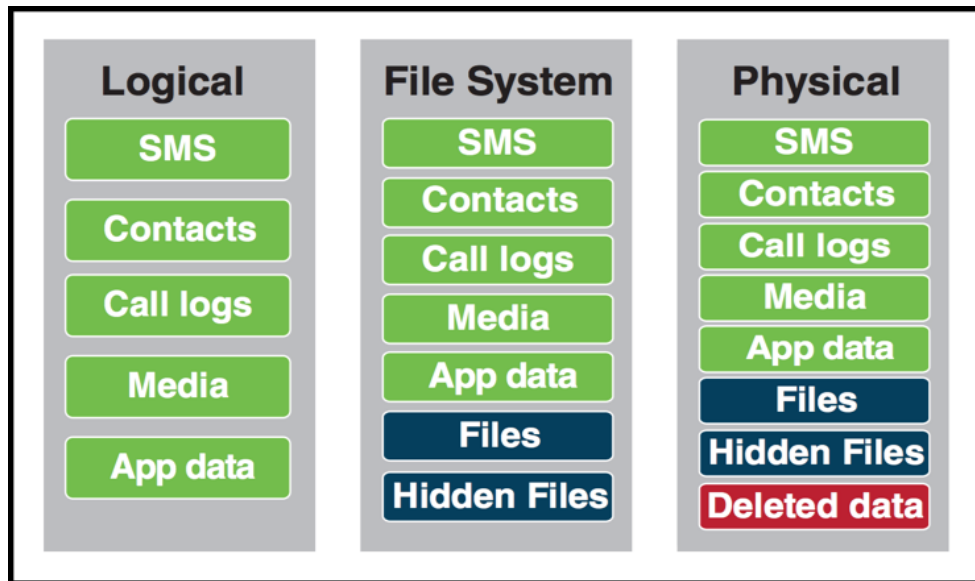 Logical
SMS
Contacts
Call logs
Media
App data
File System
SMS
Contacts
Call logs
Media
App data
Files
Hidden Files
Physical
SMS
Contacts
Call logs
Media
App data
Files
Hidden Files
Deleted data